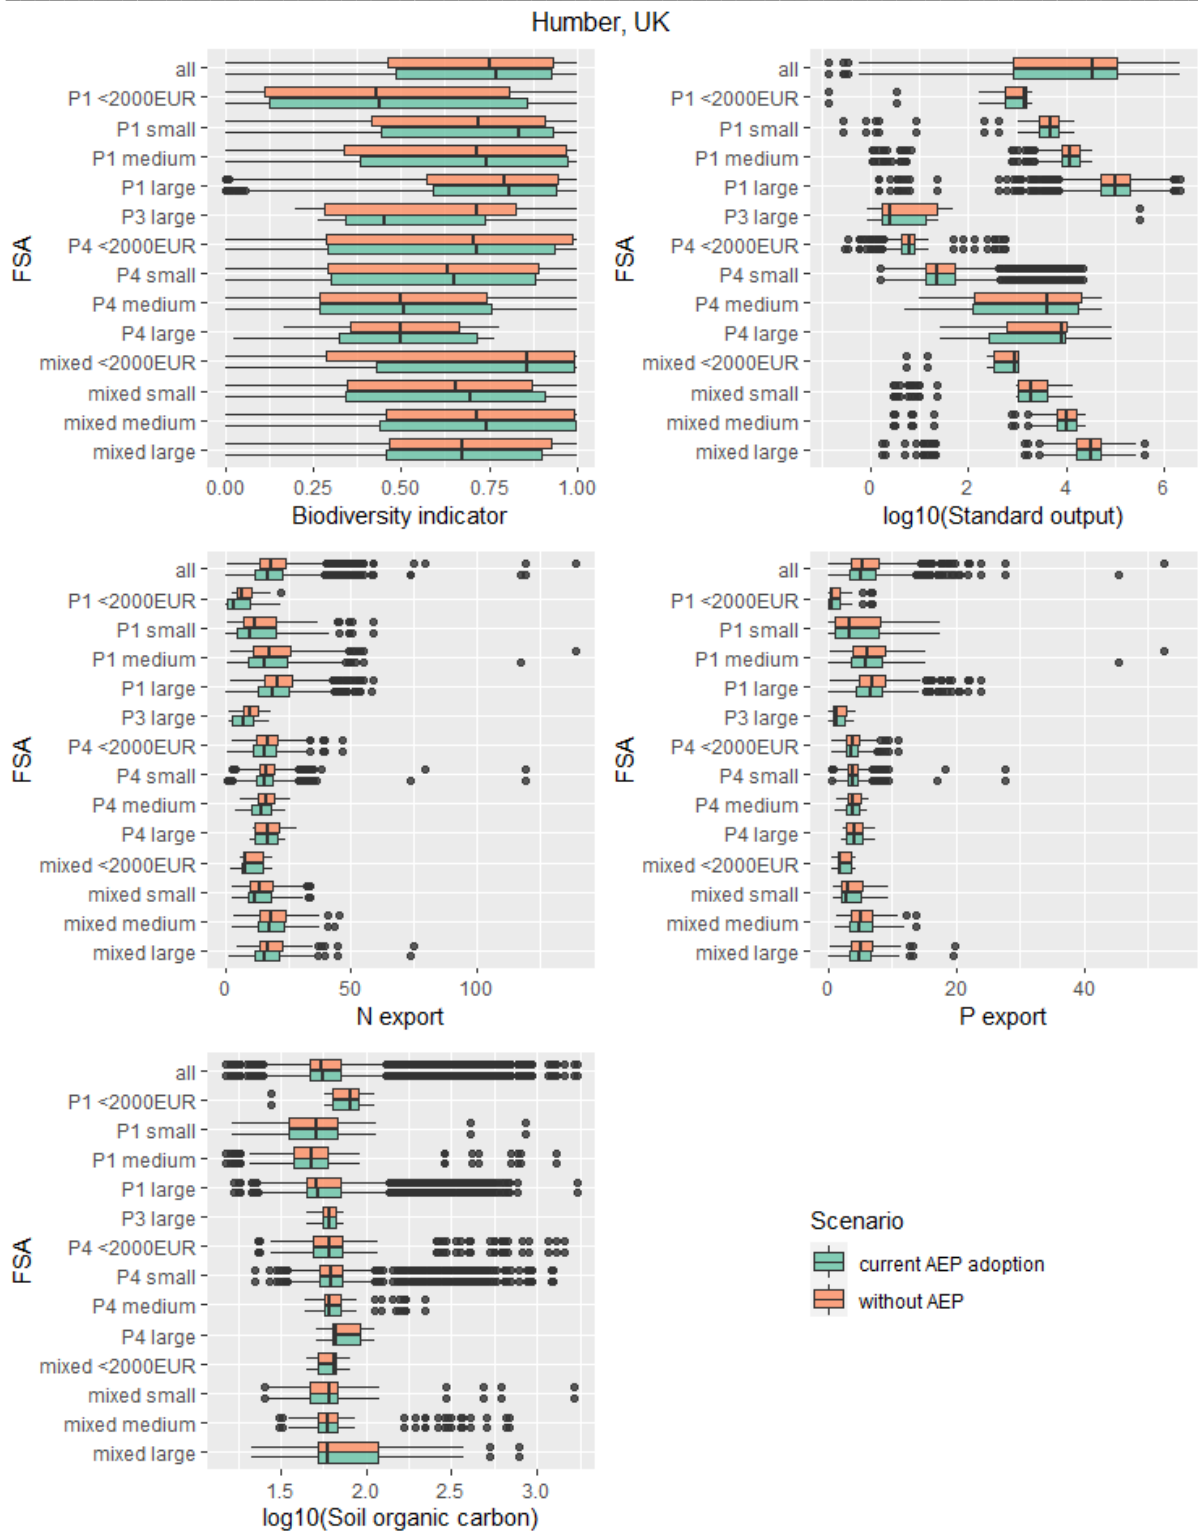 Humber, UK
FSA
all
P1 <2000EUR
P1 small
P1 medium
P1 large
P3 large
P4 <2000EUR
P4 small
P4 medium
P4 large
mixed <2000EUR
mixed small
mixed medium
mixed large
0.00 0.25 0.50 0.75 1.00
Biodiversity indicator
FSA
all
P1 <2000EUR
P1 small
P1 medium
P1 large
P3 large
P4 <2000EUR
P4 small
P4 medium
P4 large
mixed <2000EUR
mixed small
mixed medium
mixed large
0 2 4 6
log10(Standard output)
FSA
all
P1 <2000EUR
P1 small
P1 medium
P1 large
P3 large
P4 <2000EUR
P4 small
P4 medium
P4 large
mixed <2000EUR
mixed small
mixed medium
mixed large
0 50 100
N export
FSA
all
P1 <2000EUR
P1 small
P1 medium
P1 large
P3 large
P4 <2000EUR
P4 small
P4 medium
P4 large
mixed <2000EUR
mixed small
mixed medium
mixed large
0 20 40
P export
FSA
all
P1 <2000EUR
P1 small
P1 medium
P1 large
P3 large
P4 <2000EUR
P4 small
P4 medium
P4 large
mixed <2000EUR
mixed small
mixed medium
mixed large
1.5 2.0 2.5 3.0
log10(Soil organic carbon)
Scenario
current AEP adoption
without AEP